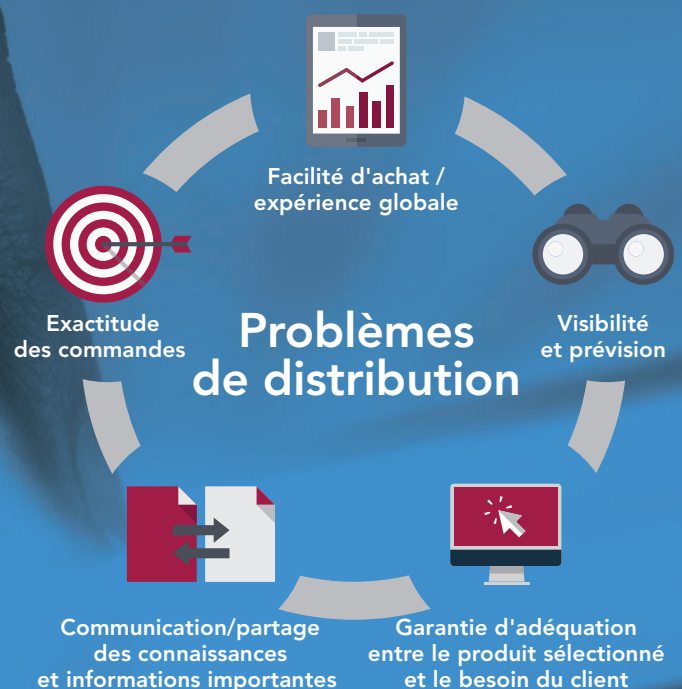 Facilité d'achat /
expérience globale
Exactitude
des commandes
Problèmes
de distribution
Visibilité
et prévision
Communication/partage
des connaissances
et informations importantes
Garantie d'adéquation
entre le produit sélectionné
et le besoin du client